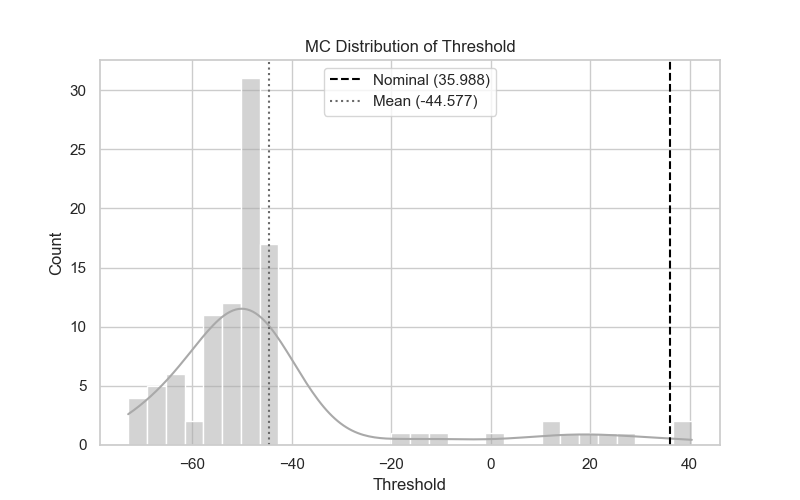 MC Distribution of Threshold
Nominal (35.988)
Mean (-44.577)
Count
30
25
20
15
10
5
0
−60
−40
−20
0
20
40
Threshold